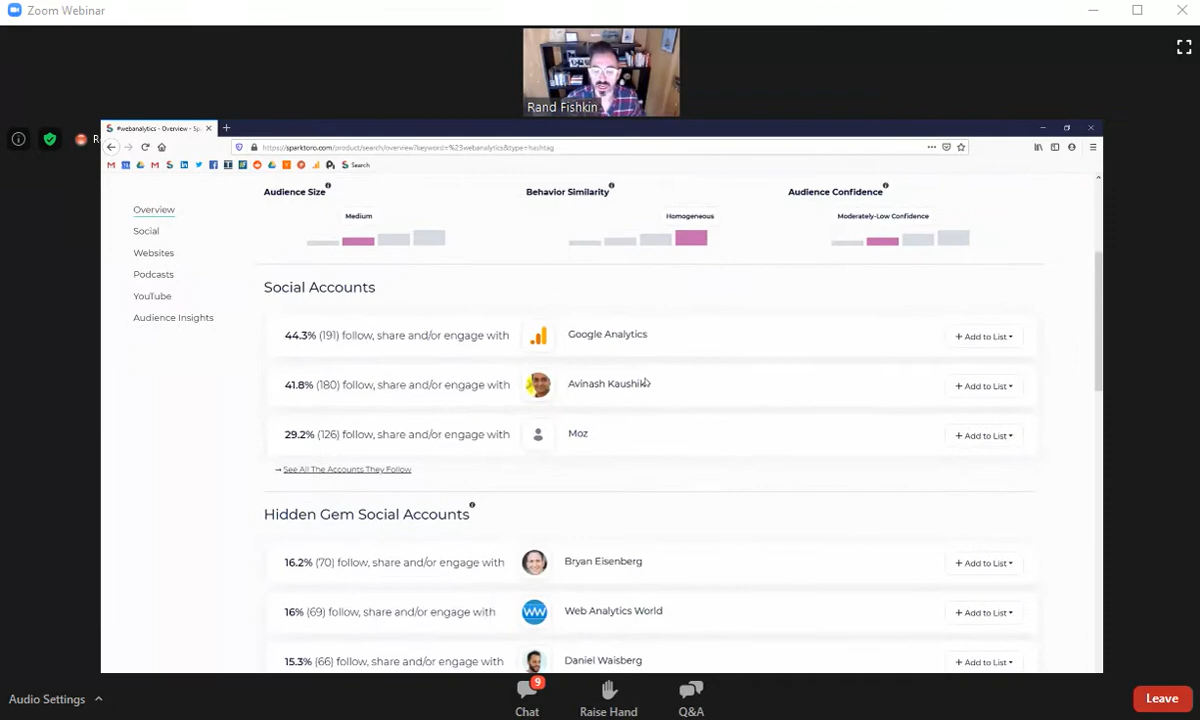 Zoom Webinar
Rand Fishkin
R
#webanalytics - Overview - Sp
https://sparktoro.com/product/search/overview?keyword=%23webanalytics&type=hashtag
Search
Overview
Social
Websites
Podcasts
YouTube
Audience Insights
Audience Size
Behavior Similarity
Audience Confidence
Medium
Homogeneous
Moderately-Low Confidence
Social Accounts
44.3% (191) follow, share and/or engage with Google Analytics + Add to List
41.8% (180) follow, share and/or engage with Avinash Kaushik + Add to List
29.2% (126) follow, share and/or engage with Moz + Add to List
→ See All The Accounts They Follow
Hidden Gem Social Accounts
16.2% (70) follow, share and/or engage with Bryan Eisenberg + Add to List
16% (69) follow, share and/or engage with Web Analytics World + Add to List
15.3% (66) follow, share and/or engage with Daniel Waisberg + Add to List
Audio Settings
9
Chat
Raise Hand
Q&A
Leave